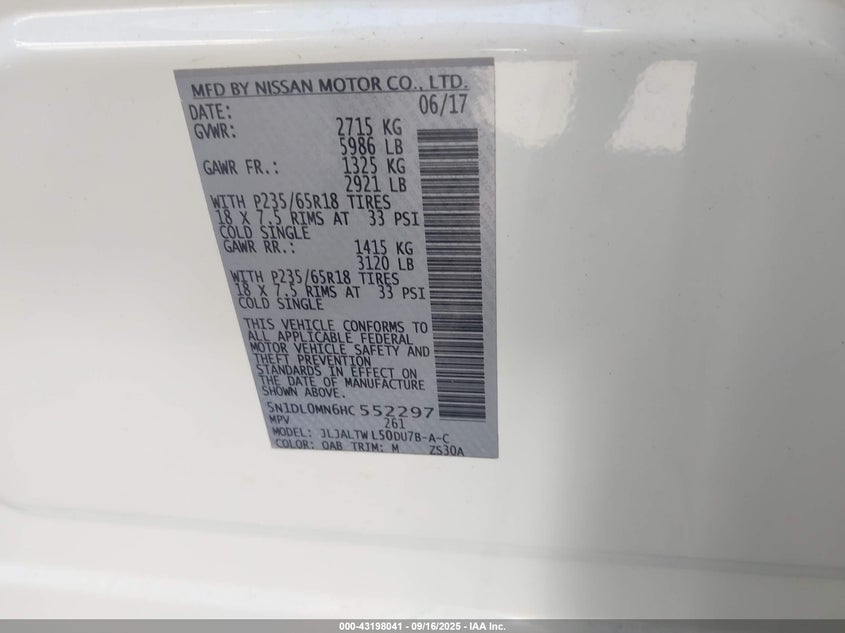 MFD BY NISSAN MOTOR CO., LTD.
DATE: 06/17
GVWR: 2715 KG
5986 LB
GAWR FR.: 1325 KG
2921 LB
WITH P235/65R18 TIRES
18 X 7.5 RIMS AT 33 PSI
COLD SINGLE
GAWR RR.: 1415 KG
3120 LB
WITH P235/65R18 TIRES
18 X 7.5 RIMS AT 33 PSI
COLD SINGLE
THIS VEHICLE CONFORMS TO
ALL APPLICABLE FEDERAL
MOTOR VEHICLE SAFETY AND
THEFT PREVENTION
STANDARDS IN EFFECT ON
THE DATE OF MANUFACTURE
SHOWN ABOVE.
5N1DL0MN6HC 552297
MPV 261
MODEL: JLJALTW L50DU7B-A-C
COLOR: QAB TRIM: M ZS30A
000-43198041 - 09/16/2025 - IAA Inc.